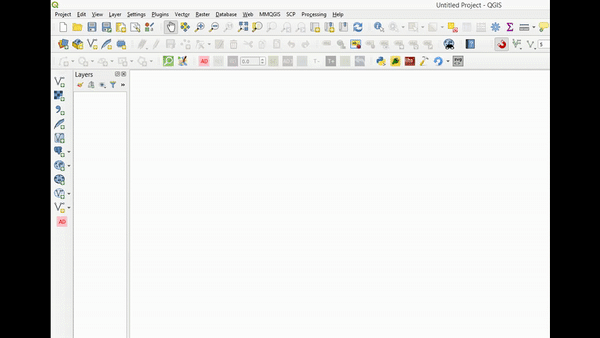 Untitled Project - QGIS
Project Edit View Layer Settings Plugins Vector Raster Database Web MMQGIS SCP Processing Help
0.0
Layers